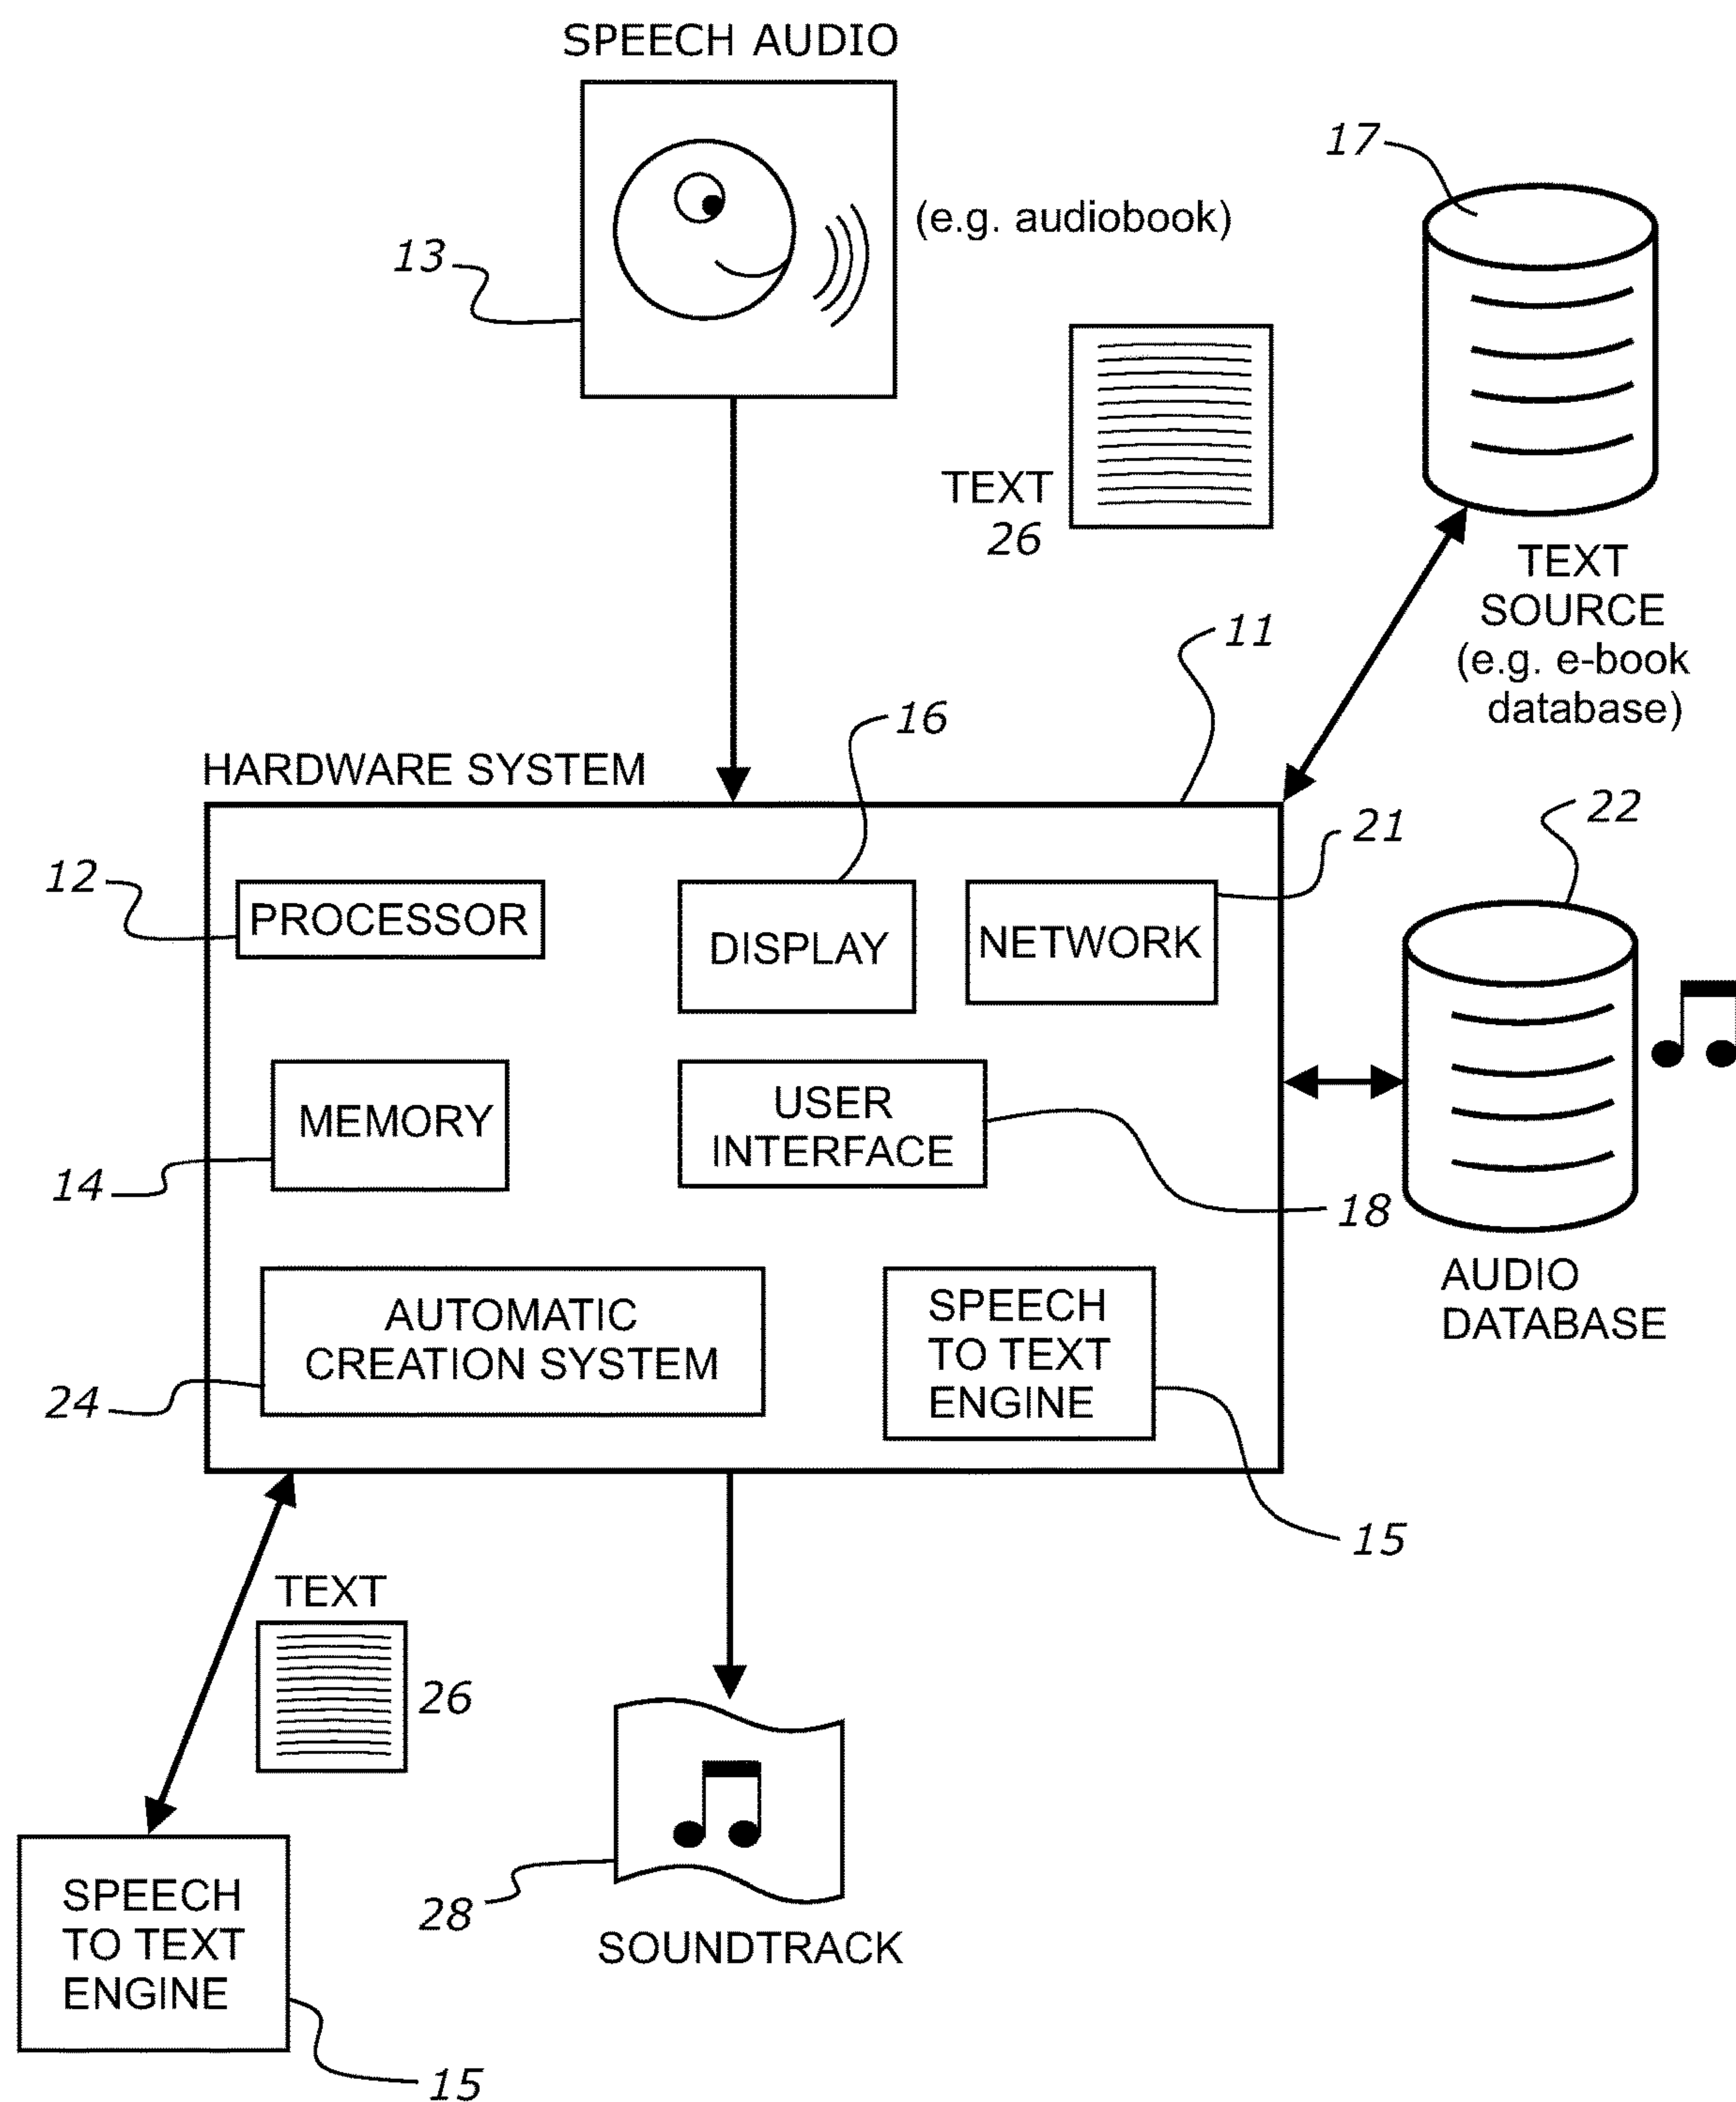 SPEECH AUDIO
13
(e.g. audiobook)
17
TEXT
26
TEXT
SOURCE
(e.g. e-book
database)
11
16
HARDWARE SYSTEM
21
22
12
PROCESSOR
DISPLAY
NETWORK
MEMORY
14
USER
INTERFACE
18
AUTOMATIC
CREATION SYSTEM
24
SPEECH
TO TEXT
ENGINE
15
AUDIO
DATABASE
TEXT
26
28
SOUNDTRACK
SPEECH
TO TEXT
ENGINE
15